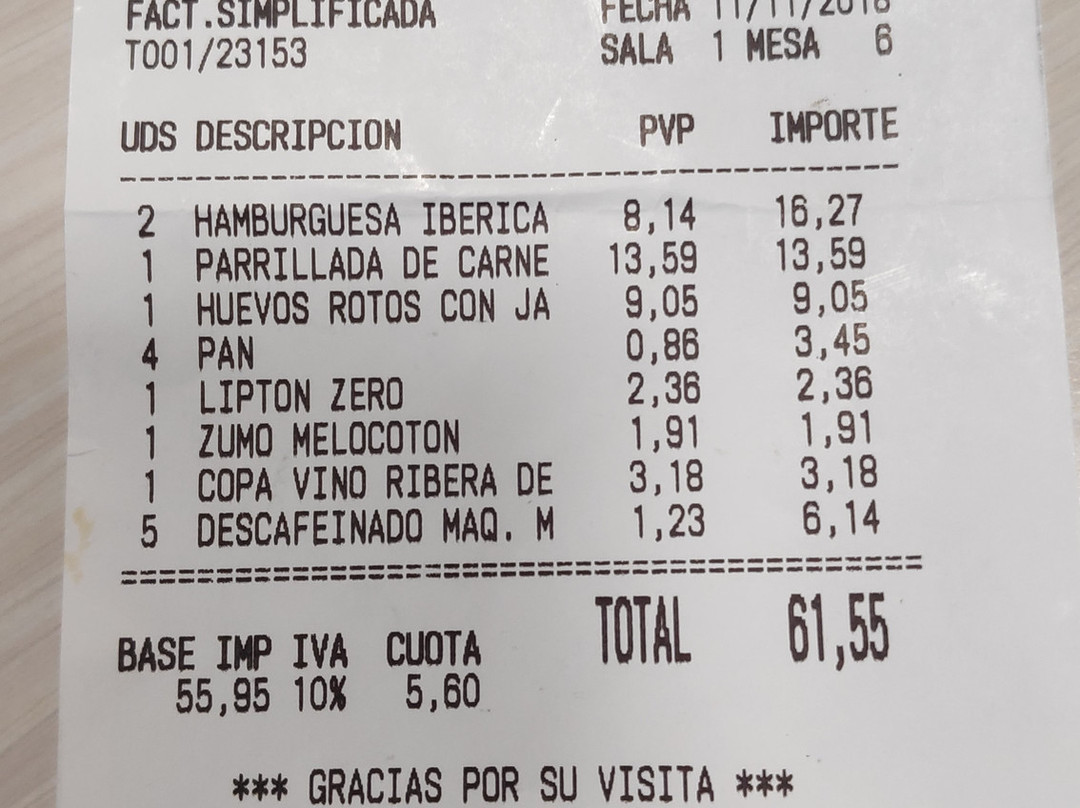 FACT.SIMPLIFICADA FECHA 11/11/2018
T001/23153 SALA 1 MESA 6
UDS DESCRIPCION PVP IMPORTE
2 HAMBURGUESA IBERICA 8,14 16,27
1 PARRILLADA DE CARNE 13,59 13,59
1 HUEVOS ROTOS CON JA 9,05 9,05
4 PAN 0,86 3,45
1 LIPTON ZERO 2,36 2,36
1 ZUMO MELOCOTON 1,91 1,91
1 COPA VINO RIBERA DE 3,18 3,18
5 DESCAFEINADO MAQ. M 1,23 6,14
TOTAL 61,55
BASE IMP IVA CUOTA
55,95 10% 5,60
*** GRACIAS POR SU VISITA ***